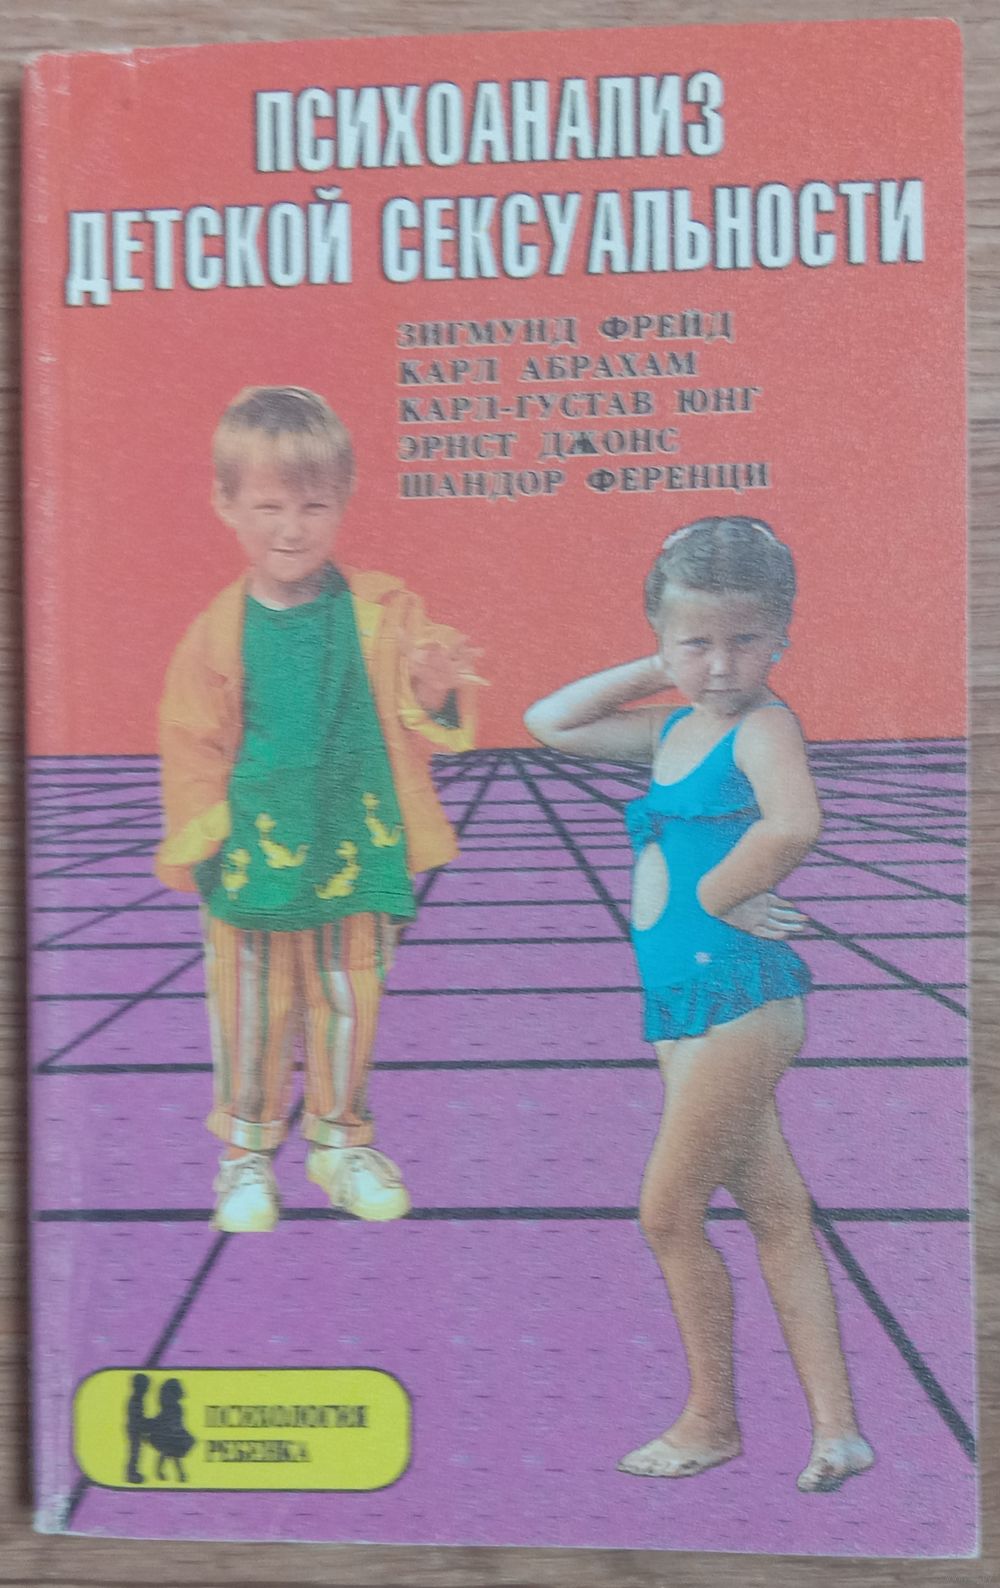 ПСИХОАНАЛИЗ
ДЕТСКОЙ СЕКСУАЛЬНОСТИ
ЗИГМУНД ФРЕЙД
КАРЛ АБРАХАМ
КАРЛ-ГУСТАВ ЮНГ
ЭРНСТ ДЖОНС
ШАНДОР ФЕРЕНЦИ
ПСИХОЛОГИЯ
РЕБЕНКА